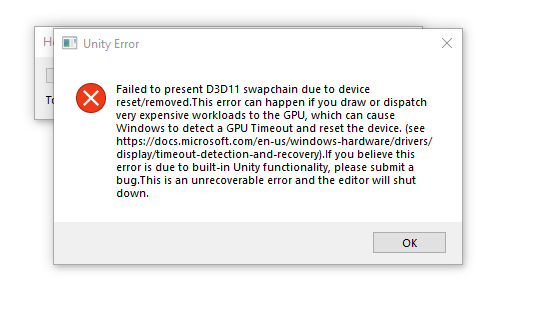 He
Unity Error
To
Failed to present D3D11 swapchain due to device
reset/removed.This error can happen if you draw or dispatch
very expensive workloads to the GPU, which can cause
Windows to detect a GPU Timeout and reset the device. (see
https://docs.microsoft.com/en-us/windows-hardware/drivers/
display/timeout-detection-and-recovery).If you believe this
error is due to built-in Unity functionality, please submit a
bug.This is an unrecoverable error and the editor will shut
down.
OK